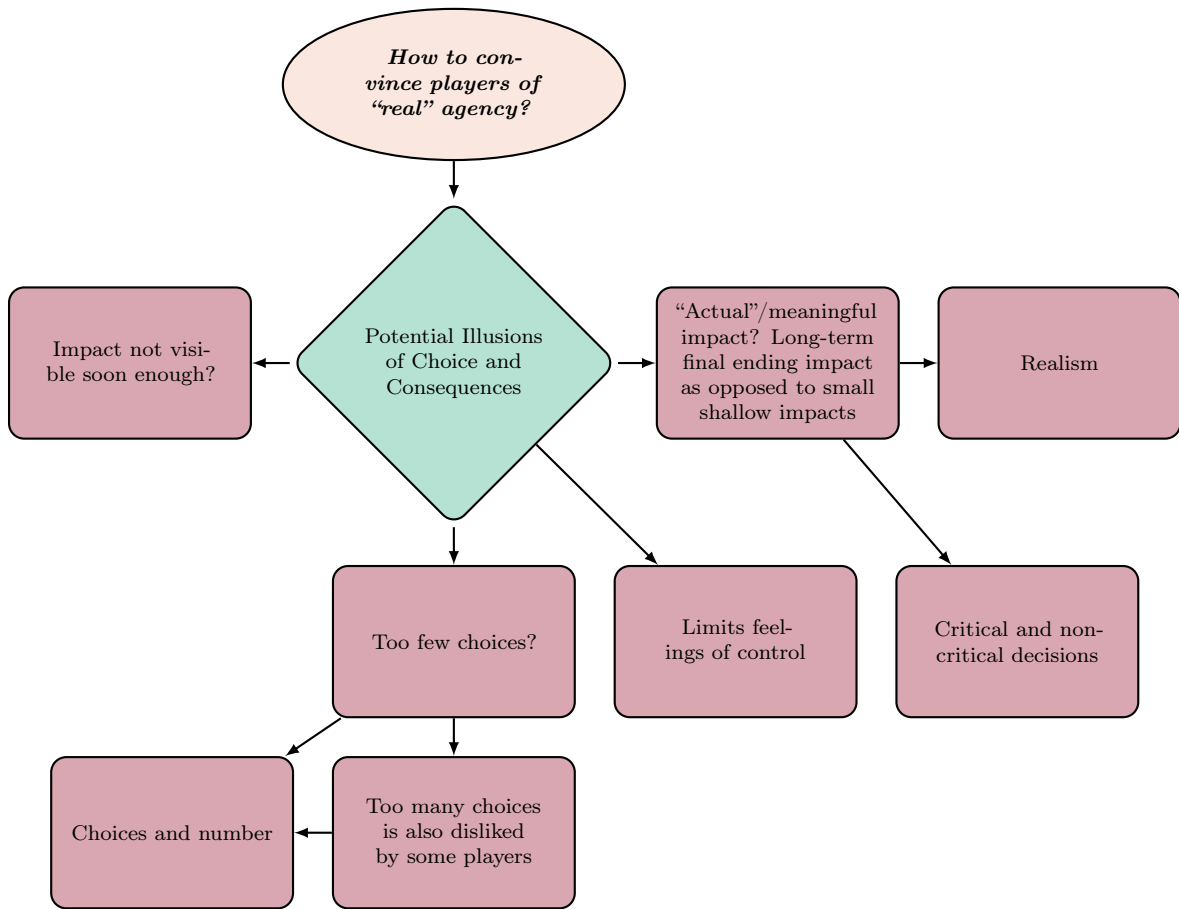 How to con-
vince players of
“real” agency?
Impact not visi-
ble soon enough?
Potential Illusions
of Choice and
Consequences
“Actual”/meaningful
impact? Long-term
final ending impact
as opposed to small
shallow impacts
Realism
Too few choices?
Limits feel-
ings of control
Critical and non-
critical decisions
Choices and number
Too many choices
is also disliked
by some players